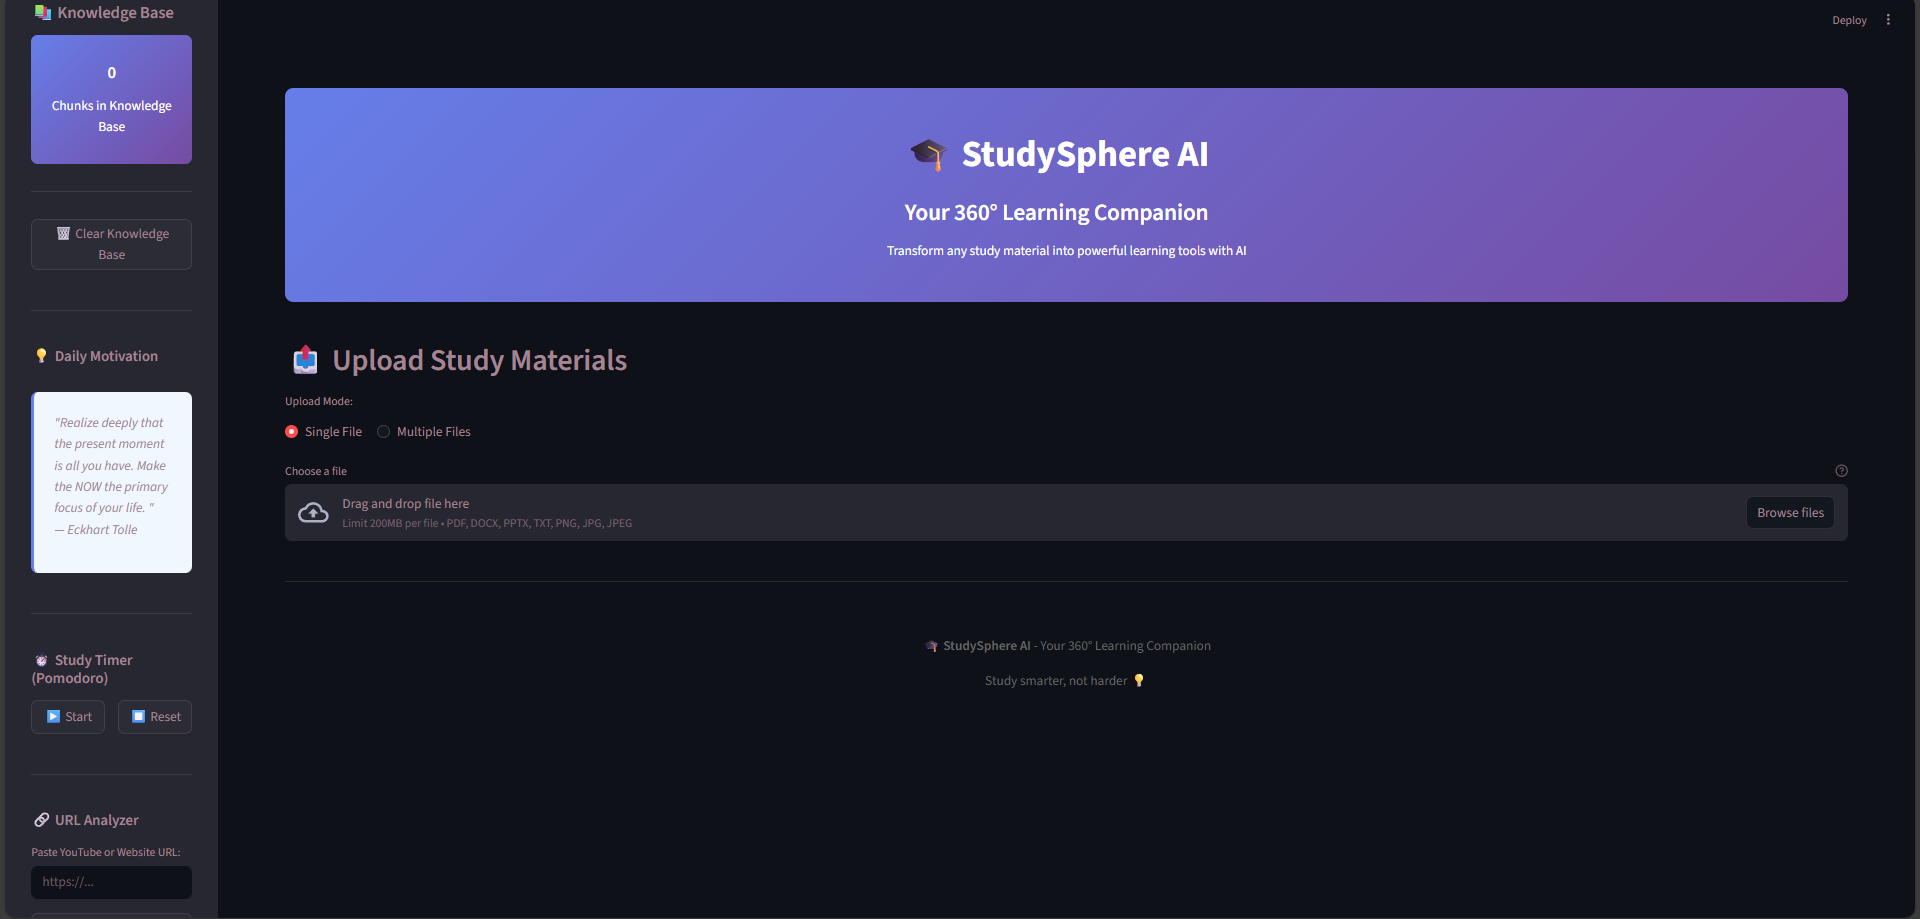 Knowledge Base
0
Chunks in Knowledge
Base
Clear Knowledge
Base
Daily Motivation
"Realize deeply that
the present moment
is all you have. Make
the NOW the primary
focus of your life. "
— Eckhart Tolle
Study Timer
(Pomodoro)
Start
Reset
URL Analyzer
Paste YouTube or Website URL:
https://...
Deploy
StudySphere AI
Your 360° Learning Companion
Transform any study material into powerful learning tools with AI
Upload Study Materials
Upload Mode:
Single File
Multiple Files
Choose a file
Drag and drop file here
Limit 200MB per file • PDF, DOCX, PPTX, TXT, PNG, JPG, JPEG
Browse files
StudySphere AI - Your 360° Learning Companion
Study smarter, not harder